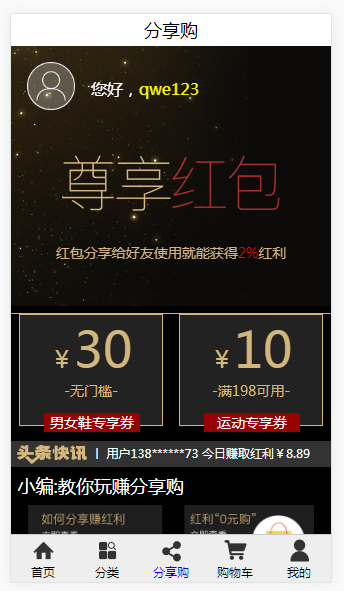 分享购
您好，qwe123
尊享红包
红包分享给好友使用就能获得2%红利
¥30
-无门槛-
男女鞋专享券
¥10
-满198可用-
运动专享券
头条快讯 | 用户138******73 今日赚取红利¥8.89
小编:教你玩赚分享购
如何分享赚红利
红利“0元购”
首页
分类
分享购
购物车
我的